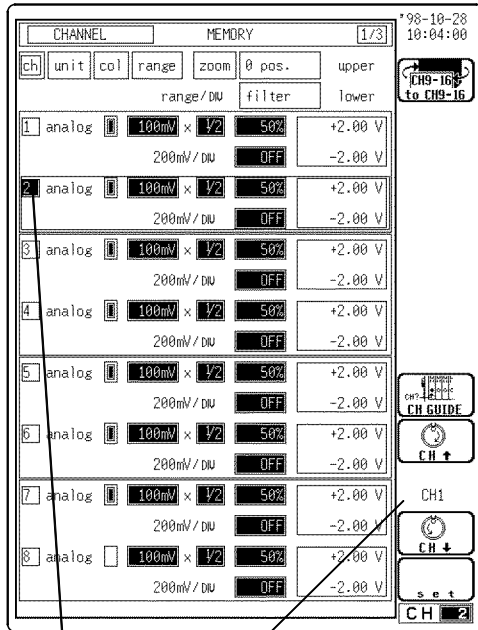 '98-10-28
10:04:00
CHANNEL MEMORY 1/3
ch unit col range zoom 0 pos. upper
range/DIV filter lower
CH9-16
to CH9-16
1 analog 100mV × 1/2 50% +2.00 V
200mV/DIV OFF -2.00 V
2 analog 100mV × 1/2 50% +2.00 V
200mV/DIV OFF -2.00 V
3 analog 100mV × 1/2 50% +2.00 V
200mV/DIV OFF -2.00 V
4 analog 100mV × 1/2 50% +2.00 V
200mV/DIV OFF -2.00 V
5 analog 100mV × 1/2 50% +2.00 V
200mV/DIV OFF -2.00 V
6 analog 100mV × 1/2 50% +2.00 V
200mV/DIV OFF -2.00 V
7 analog 100mV × 1/2 50% +2.00 V
200mV/DIV OFF -2.00 V
8 analog 100mV × 1/2 50% +2.00 V
200mV/DIV OFF -2.00 V
CH?
CH GUIDE
CH ↑
CH1
CH ↓
set
CH 2